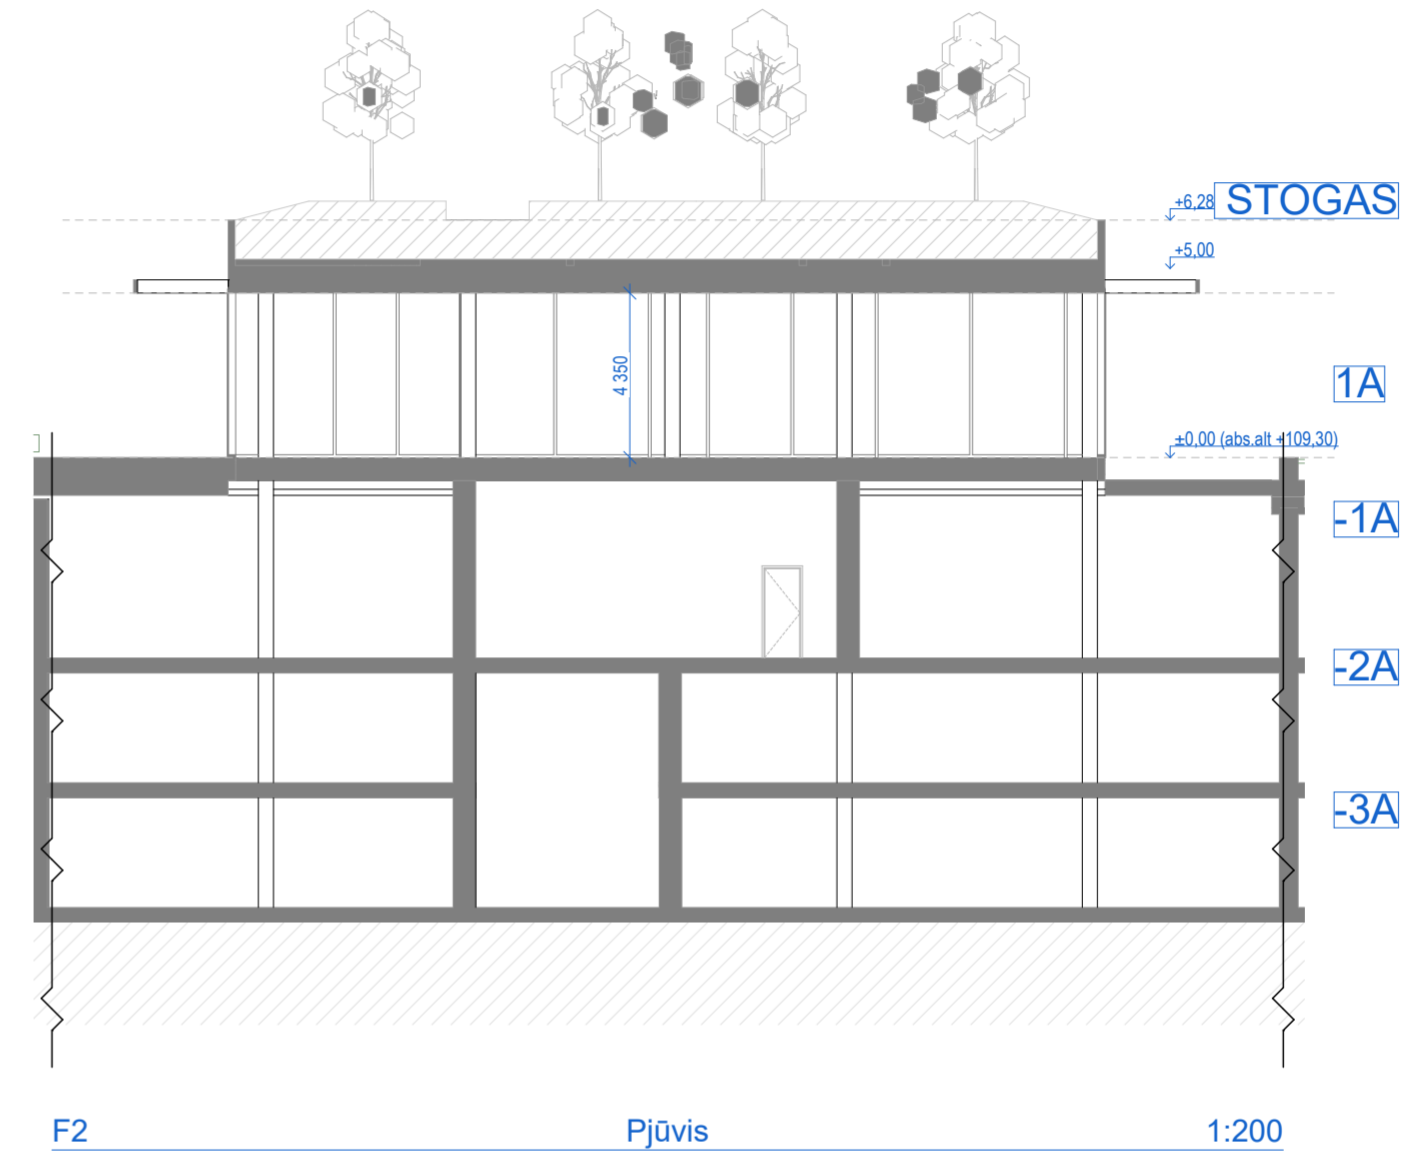 STOGAS
+6,28
+5,00
4 350
1A
±0,00 (abs.alt +109,30)
-1A
-2A
-3A
F2 Pjūvis 1:200